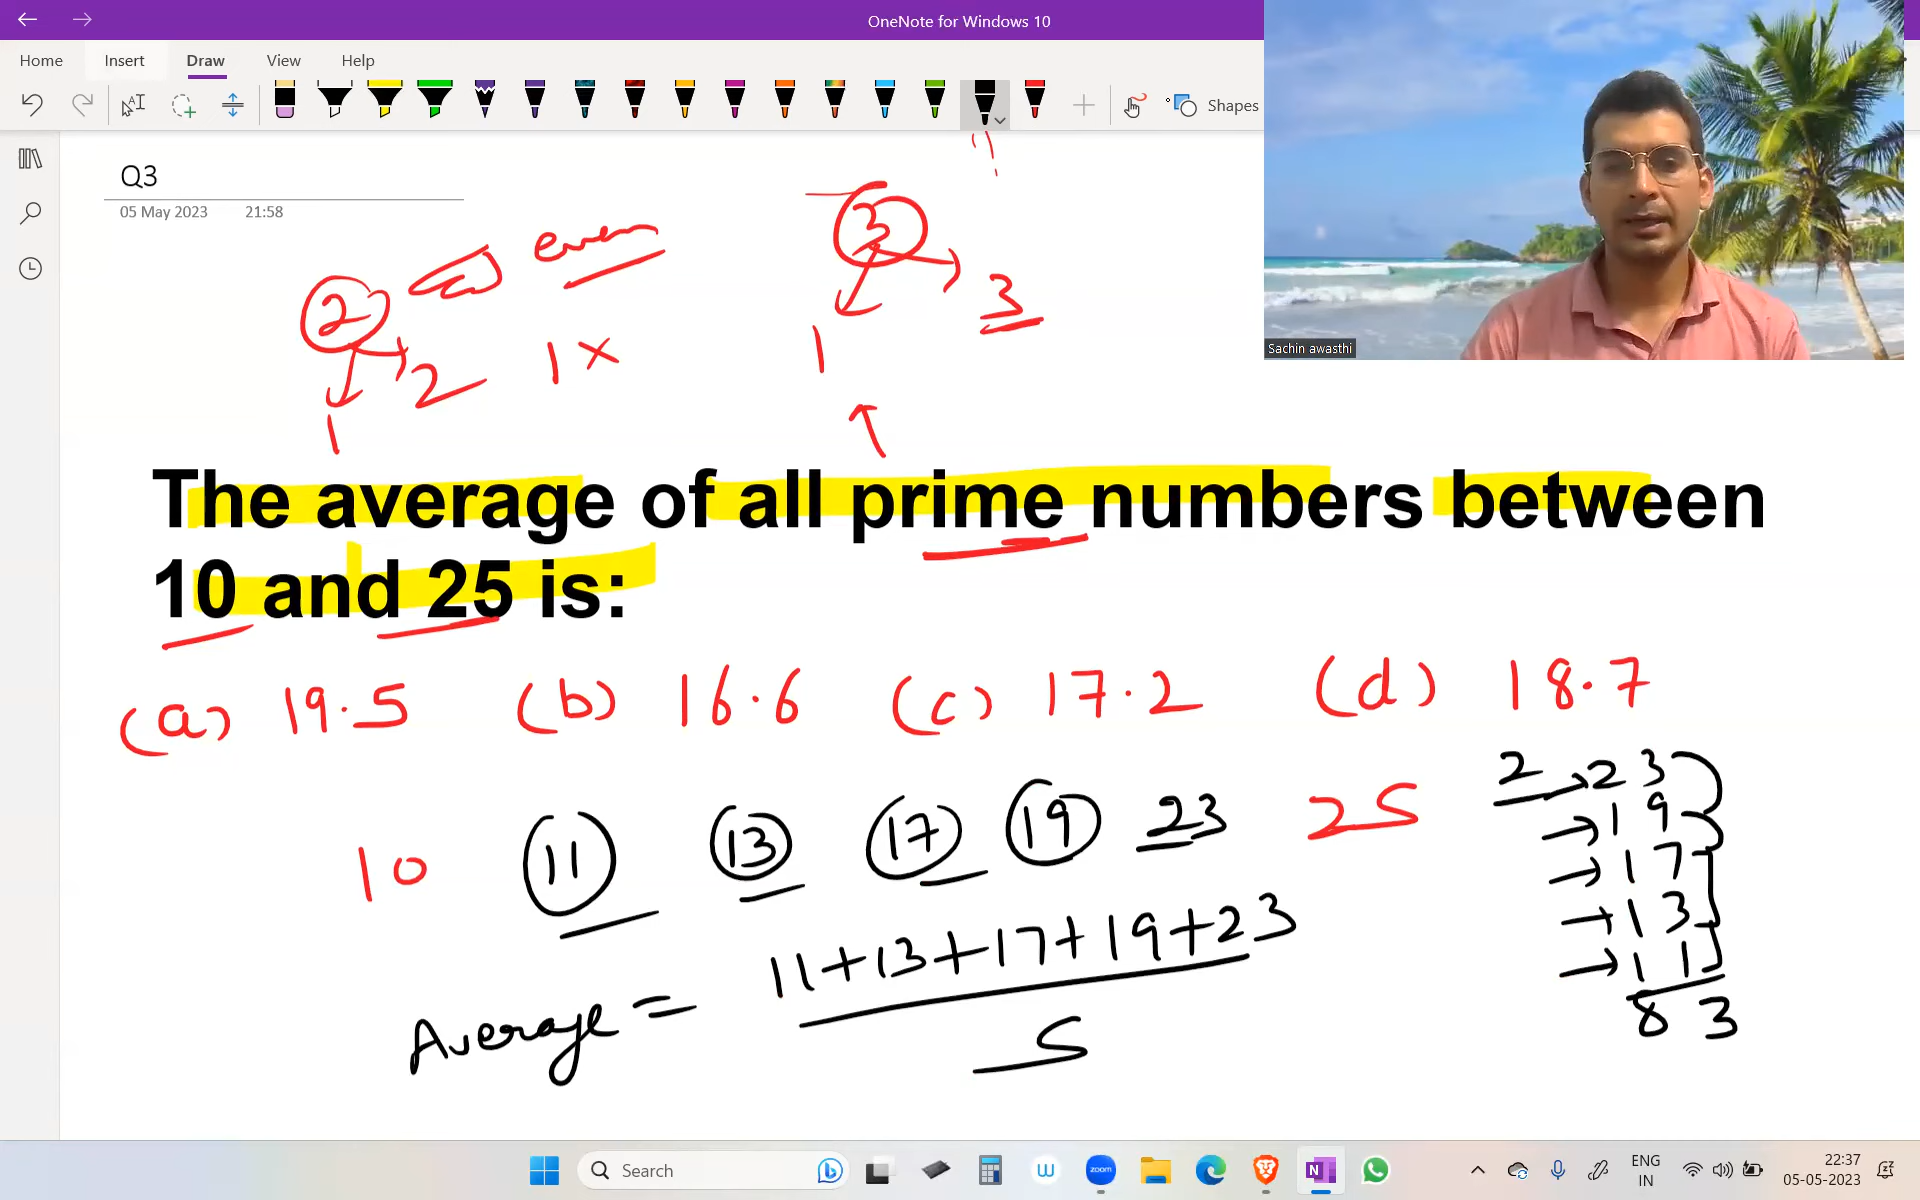 OneNote for Windows 10
Home Insert Draw View Help
Shapes
Q3
05 May 2023 21:58
2 even 3
2 1 × 3
1 1
The average of all prime numbers between
10 and 25 is:
(a) 19.5 (b) 16.6 (c) 17.2 (d) 18.7
10 11 13 17 19 23 25
11+13+17+19+23
Average =
5
2 23
19
17
13
11
83
Sachin awasthi
Search
zoom
ENG
IN
22:37
05-05-2023